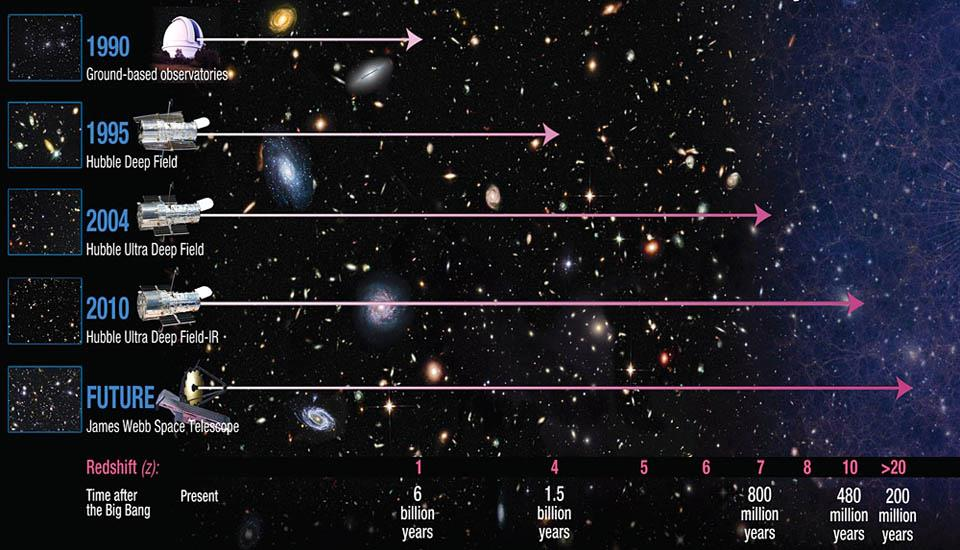 1990
Ground-based observatories
1995
Hubble Deep Field
2004
Hubble Ultra Deep Field
2010
Hubble Ultra Deep Field-IR
FUTURE
James Webb Space Telescope
Redshift (z): 1 4 5 6 7 8 10 >20
Time after
the Big Bang
Present
6
billion
years
1.5
billion
years
800
million
years
480
million
years
200
million
years